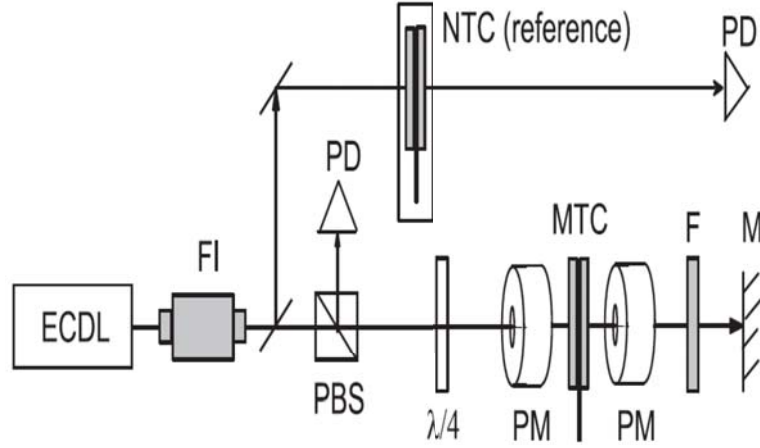 NTC (reference)
PD
PD
MTC
F
M
FI
ECDL
PBS
λ/4
PM
PM